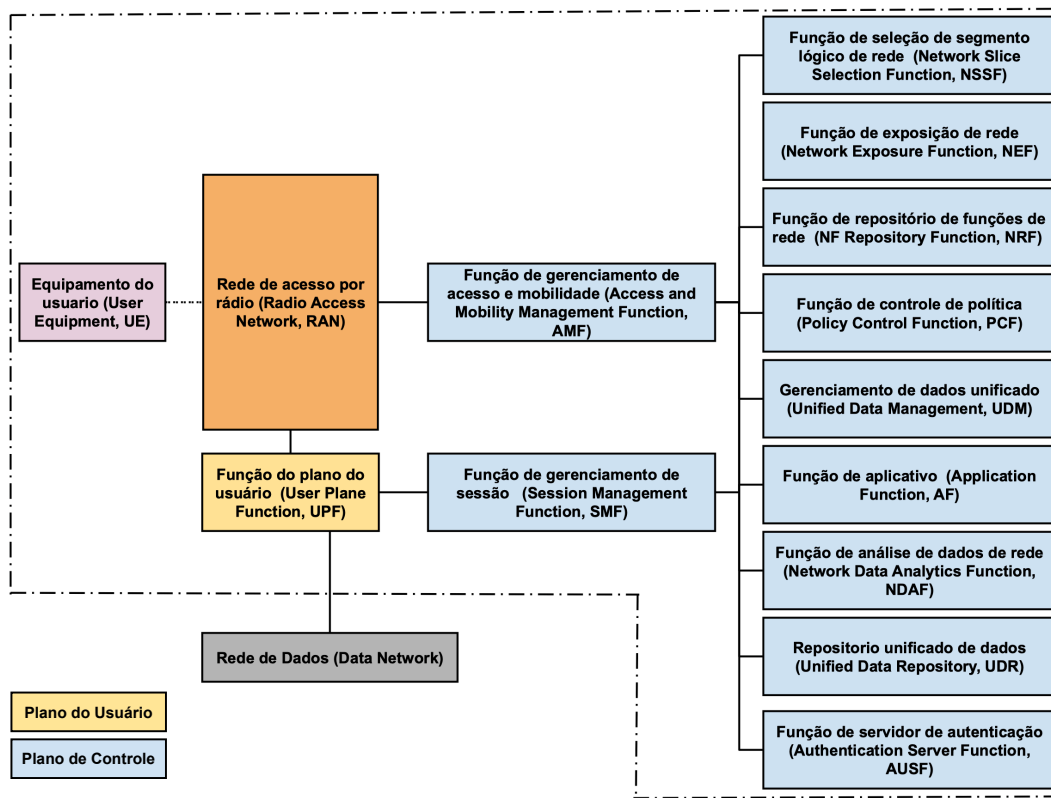 Função de seleção de segmento
lógico de rede (Network Slice
Selection Function, NSSF)
Função de exposição de rede
(Network Exposure Function, NEF)
Função de repositório de funções de
rede (NF Repository Function, NRF)
Equipamento do
usuario (User
Equipment, UE)
Rede de acesso por
rádio (Radio Access
Network, RAN)
Função de gerenciamento de
acesso e mobilidade (Access and
Mobility Management Function,
AMF)
Função de controle de política
(Policy Control Function, PCF)
Gerenciamento de dados unificado
(Unified Data Management, UDM)
Função do plano do
usuário (User Plane
Function, UPF)
Função de gerenciamento de
sessão (Session Management
Function, SMF)
Função de aplicativo (Application
Function, AF)
Função de análise de dados de rede
(Network Data Analytics Function,
NDAF)
Rede de Dados (Data Network)
Repositorio unificado de dados
(Unified Data Repository, UDR)
Plano do Usuário
Plano de Controle
Função de servidor de autenticação
(Authentication Server Function,
AUSF)